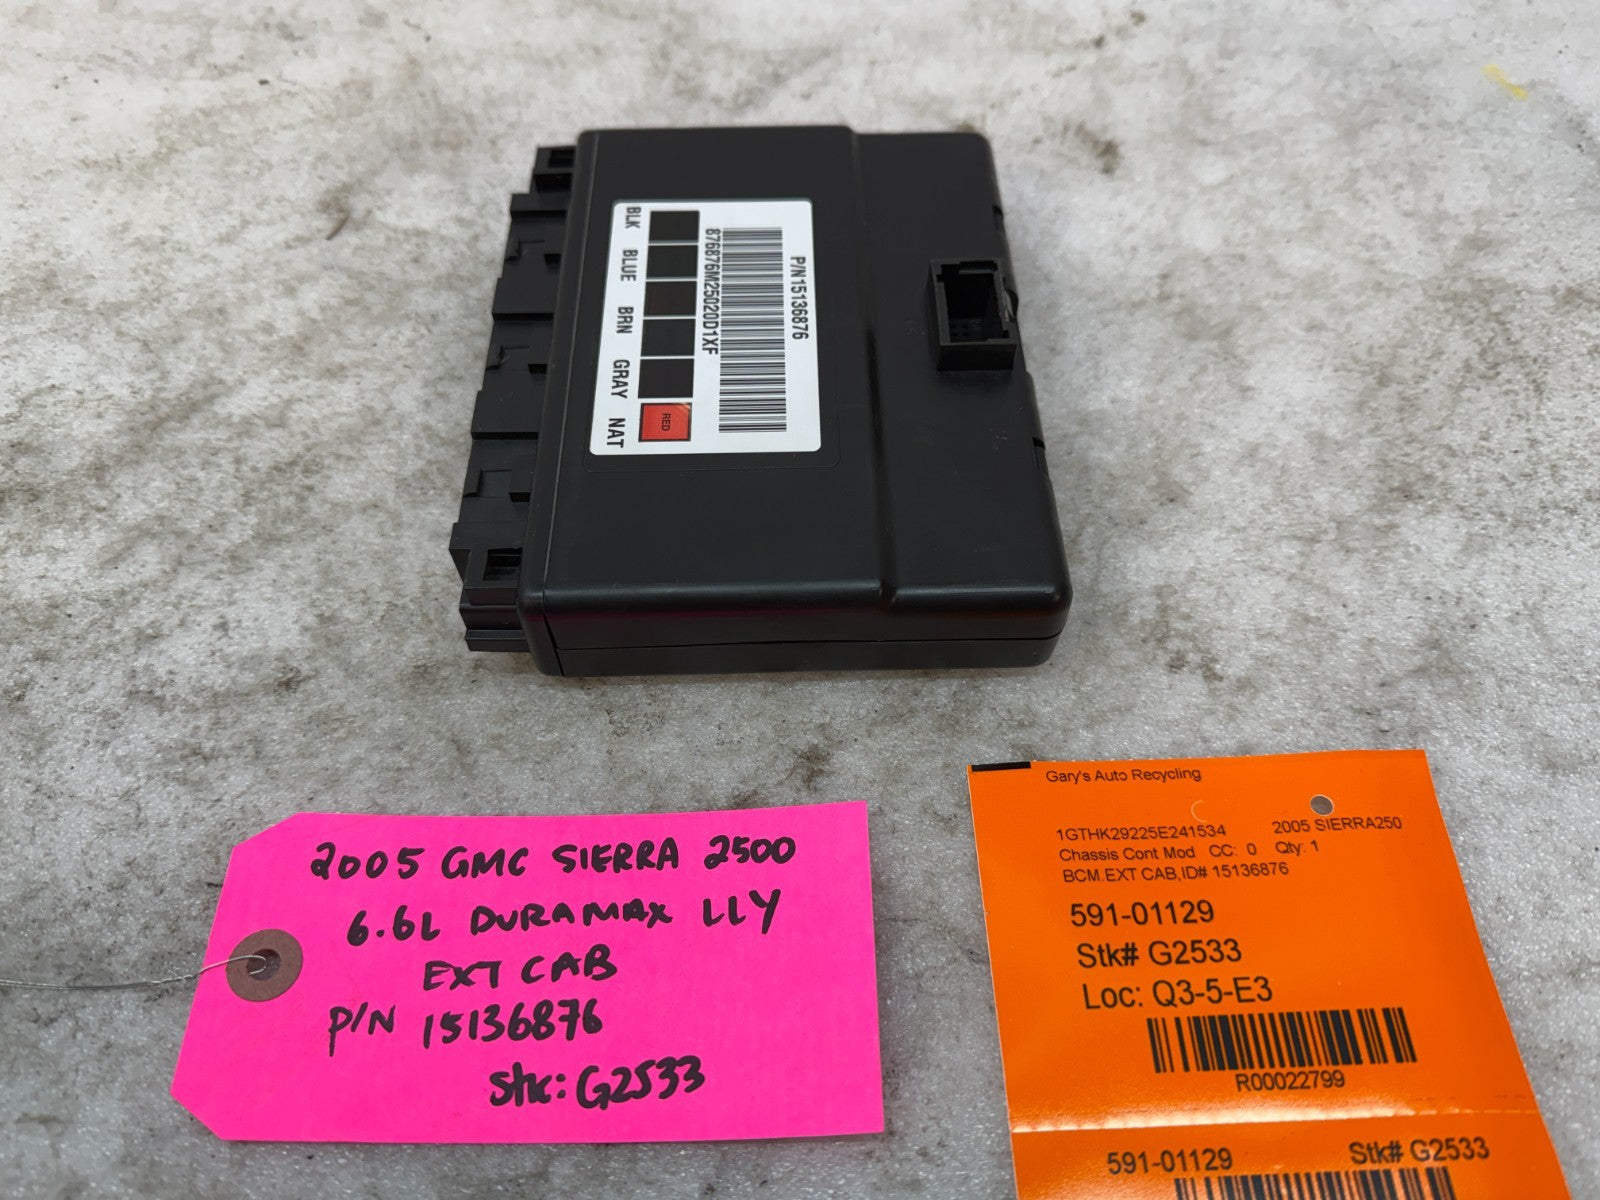 P/N15136876
876876M25020D1XF
RED
BLK BLUE BRN GRAY NAT
2005 GMC SIERRA 2500
6.6L DURAMAX LLY
EXT CAB
P/N 15136876
Stk: G2533
Gary's Auto Recycling
1GTHK29225E241534 2005 SIERRA250
Chassis Cont Mod CC: 0 Qty: 1
BCM.EXT CAB,ID# 15136876
591-01129
Stk# G2533
Loc: Q3-5-E3
R00022799
591-01129 Stk# G2533